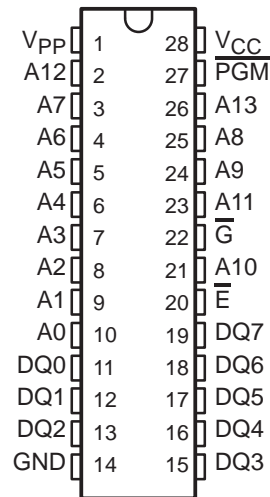 VPP 1 28 VCC
A12 2 27 PGM
A7 3 26 A13
A6 4 25 A8
A5 5 24 A9
A4 6 23 A11
A3 7 22 G
A2 8 21 A10
A1 9 20 E
A0 10 19 DQ7
DQ0 11 18 DQ6
DQ1 12 17 DQ5
DQ2 13 16 DQ4
GND 14 15 DQ3